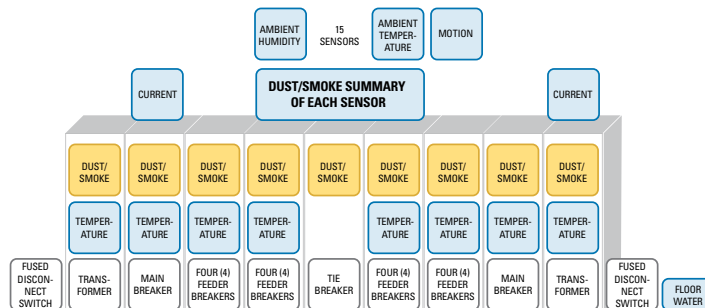 AMBIENT
HUMIDITY
15
SENSORS
AMBIENT
TEMPER-
ATURE
MOTION
CURRENT
DUST/SMOKE SUMMARY
OF EACH SENSOR
CURRENT
DUST/
SMOKE
DUST/
SMOKE
DUST/
SMOKE
DUST/
SMOKE
DUST/
SMOKE
DUST/
SMOKE
DUST/
SMOKE
DUST/
SMOKE
DUST/
SMOKE
TEMPER-
ATURE
TEMPER-
ATURE
TEMPER-
ATURE
TEMPER-
ATURE
TEMPER-
ATURE
TEMPER-
ATURE
TEMPER-
ATURE
TEMPER-
ATURE
FUSED
DISCON-
NECT
SWITCH
TRANS-
FORMER
MAIN
BREAKER
FOUR (4)
FEEDER
BREAKERS
FOUR (4)
FEEDER
BREAKERS
TIE
BREAKER
FOUR (4)
FEEDER
BREAKERS
FOUR (4)
FEEDER
BREAKERS
MAIN
BREAKER
TRANS-
FORMER
FUSED
DISCON-
NECT
SWITCH
FLOOR
WATER